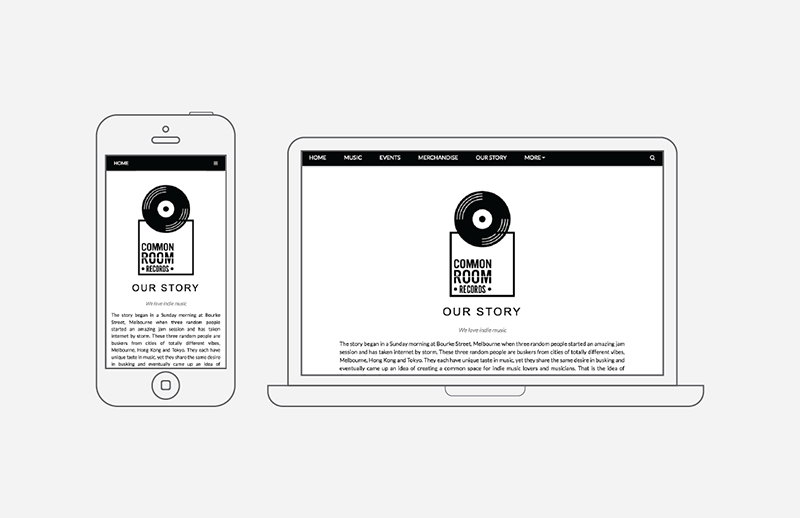 HOME
COMMON
ROOM
RECORDS
OUR STORY
We love indie music
The story began in a Sunday morning at Bourke
Street, Melbourne when three random people
started an amazing jam session and has taken
internet by storm. These three random people are
buskers from cities of totally different vibes,
Melbourne, Hong Kong and Tokyo. They each have
unique taste in music, yet they share the same desire
in busking and eventually came up an idea of
HOME MUSIC EVENTS MERCHANDISE OUR STORY MORE
COMMON
ROOM
RECORDS
OUR STORY
We love indie music
The story began in a Sunday morning at Bourke Street, Melbourne when three random people started an amazing jam
session and has taken internet by storm. These three random people are buskers from cities of totally different vibes,
Melbourne, Hong Kong and Tokyo. They each have unique taste in music, yet they share the same desire in busking and
eventually came up an idea of creating a common space for indie music lovers and musicians. That is the idea of